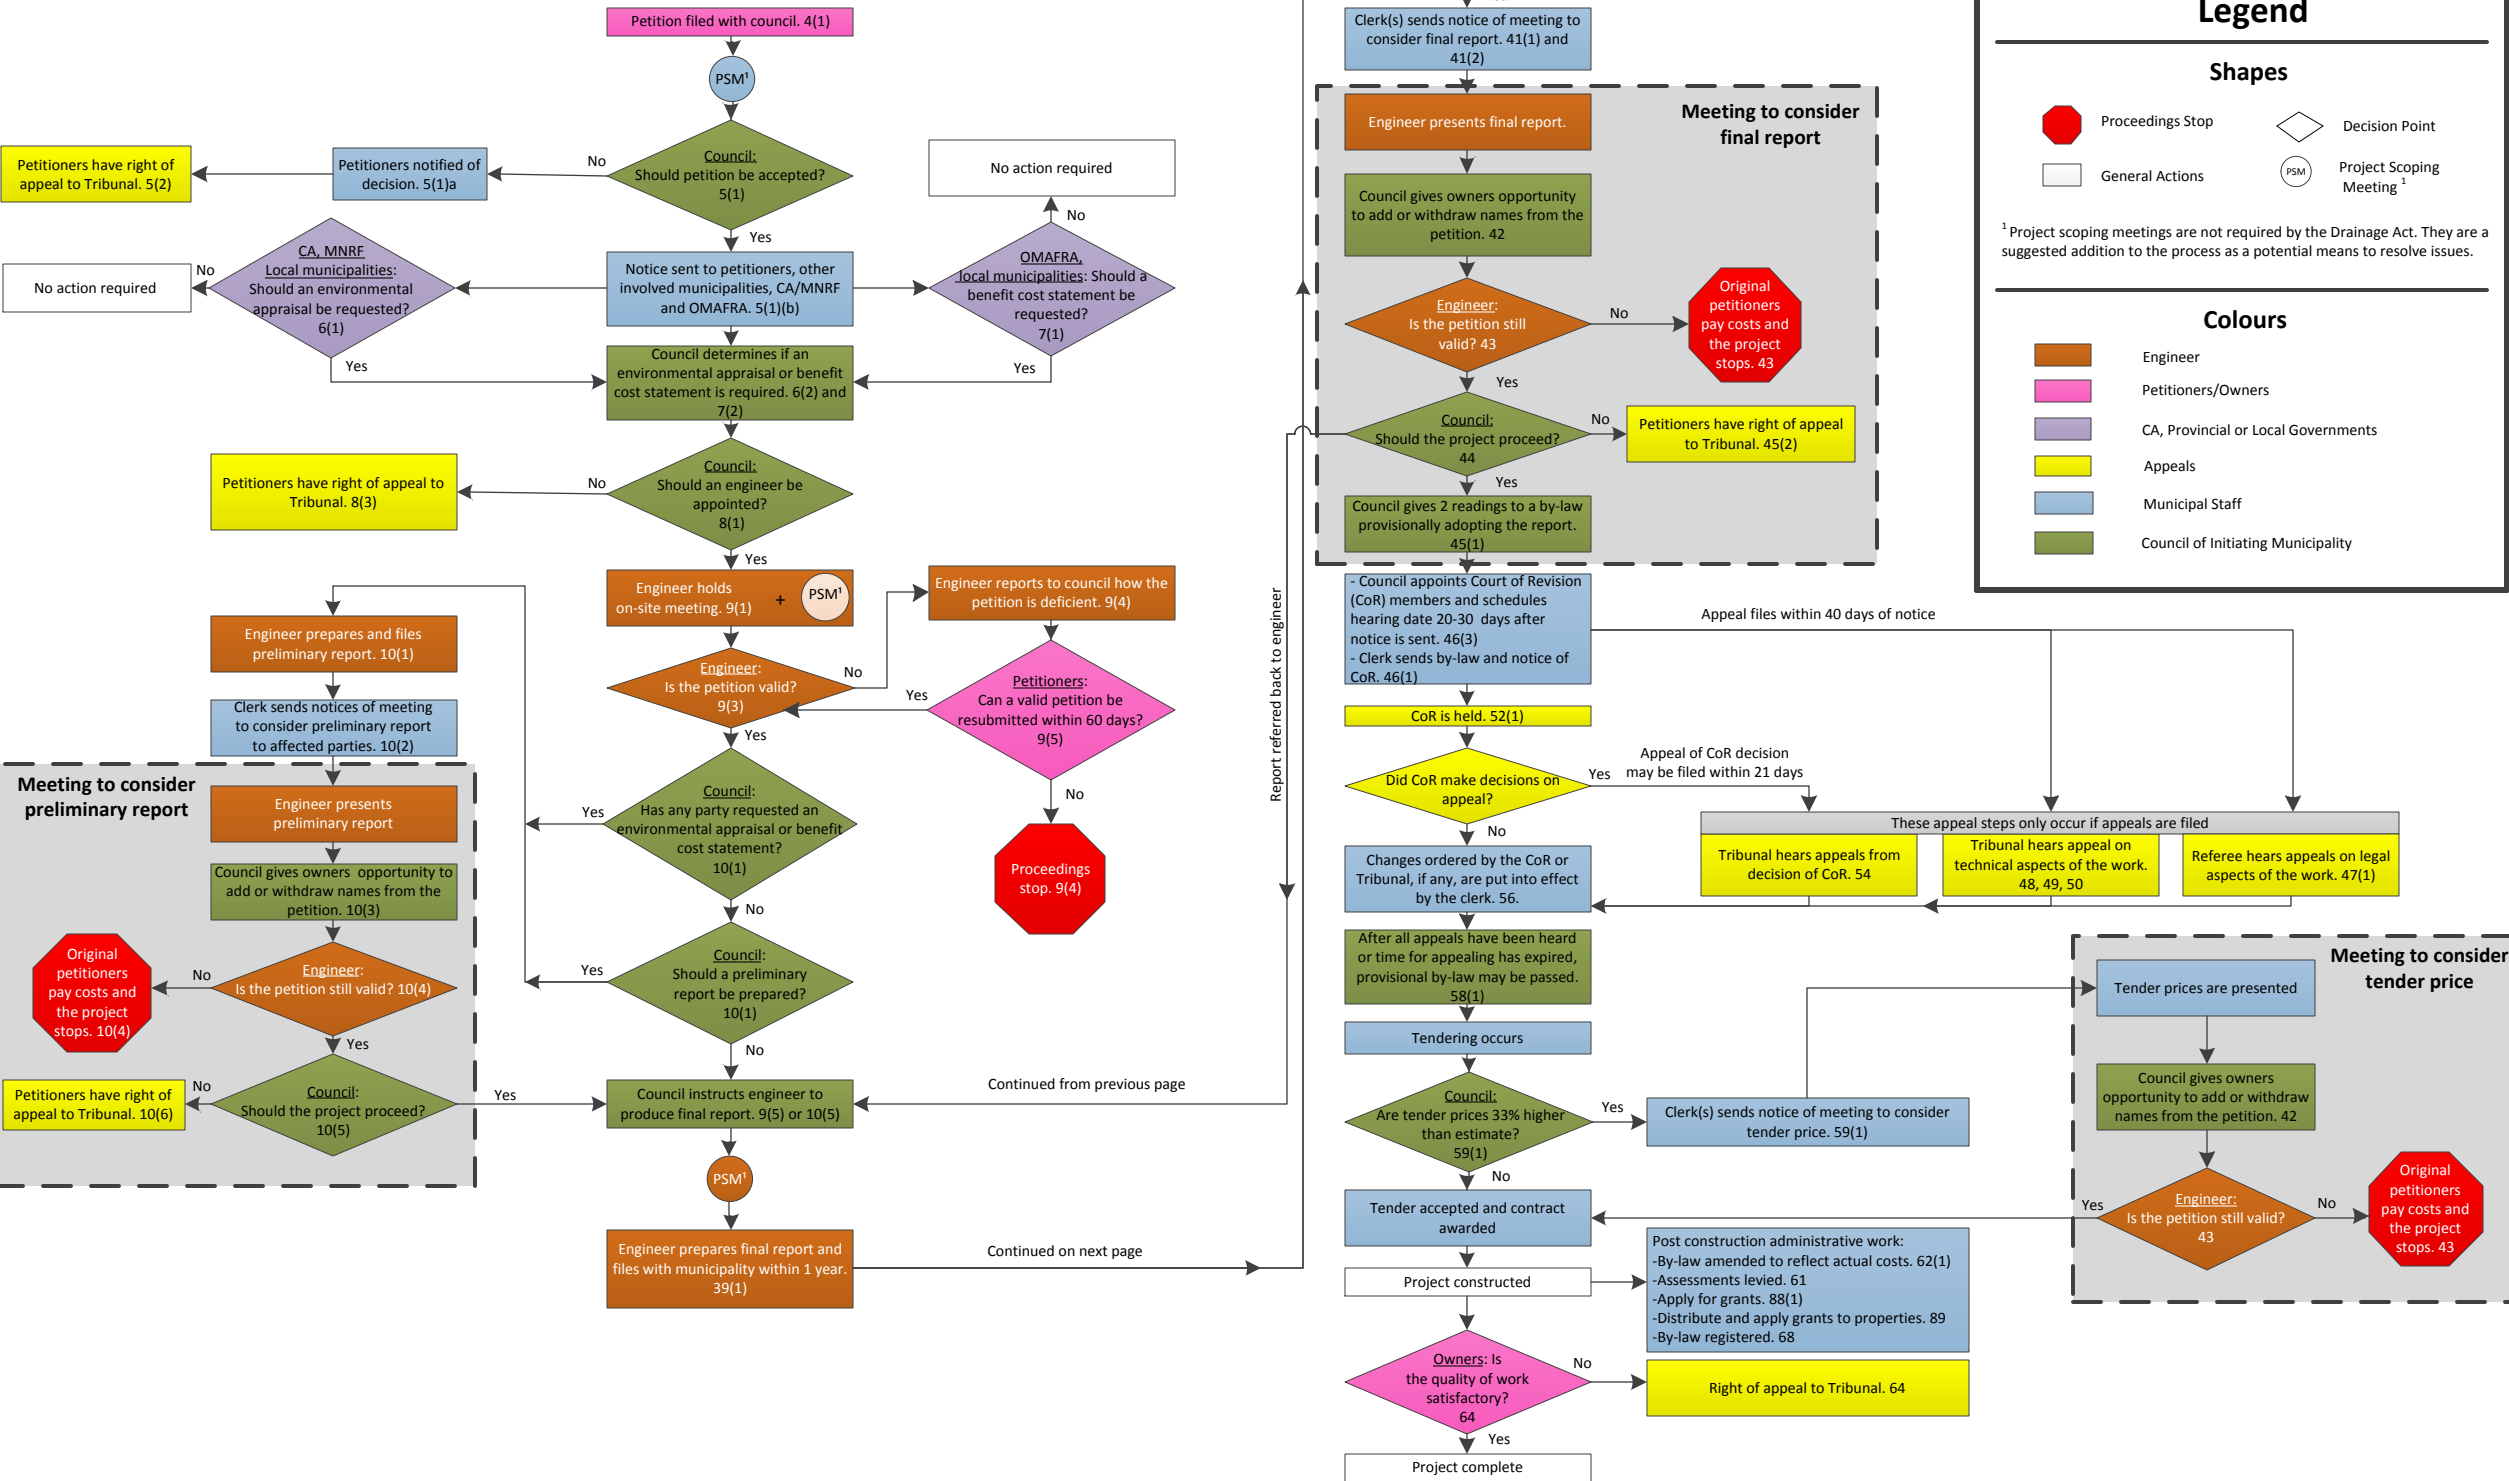 Petition filed with council. 4(1)
PSM¹
Council:
Should petition be accepted?
5(1)
No
Petitioners notified of
decision. 5(1)a
Petitioners have right of
appeal to Tribunal. 5(2)
Yes
Notice sent to petitioners, other
involved municipalities, CA/MNRF
and OMAFRA. 5(1)(b)
CA, MNRF
Local municipalities:
Should an environmental
appraisal be requested?
6(1)
No
No action required
Yes
OMAFRA,
local municipalities: Should a
benefit cost statement be
requested?
7(1)
No
No action required
Yes
Council determines if an
environmental appraisal or benefit
cost statement is required. 6(2) and
7(2)
Council:
Should an engineer be
appointed?
8(1)
No
Petitioners have right of appeal to
Tribunal. 8(3)
Yes
Engineer holds
on-site meeting. 9(1)
+
PSM¹
Engineer:
Is the petition valid?
9(3)
No
Engineer reports to council how the
petition is deficient. 9(4)
Petitioners:
Can a valid petition be
resubmitted within 60 days?
9(5)
Yes
No
Proceedings
stop. 9(4)
Yes
Council:
Has any party requested an
environmental appraisal or benefit
cost statement?
10(1)
Yes
No
Council:
Should a preliminary
report be prepared?
10(1)
Yes
No
Engineer prepares and files
preliminary report. 10(1)
Clerk sends notices of meeting
to consider preliminary report
to affected parties. 10(2)
Meeting to consider
preliminary report
Engineer presents
preliminary report
Council gives owners opportunity to
add or withdraw names from the
petition. 10(3)
Engineer:
Is the petition still valid? 10(4)
No
Original
petitioners
pay costs and
the project
stops. 10(4)
Yes
Council:
Should the project proceed?
10(5)
No
Petitioners have right of
appeal to Tribunal. 10(6)
Yes
Council instructs engineer to
produce final report. 9(5) or 10(5)
Continued from previous page
PSM¹
Engineer prepares final report and
files with municipality within 1 year.
39(1)
Continued on next page
Report referred back to engineer
Clerk(s) sends notice of meeting to
consider final report. 41(1) and
41(2)
Meeting to consider
final report
Engineer presents final report.
Council gives owners opportunity
to add or withdraw names from the
petition. 42
Engineer:
Is the petition still
valid? 43
No
Original
petitioners
pay costs and
the project
stops. 43
Yes
Council:
Should the project proceed?
44
No
Petitioners have right of appeal
to Tribunal. 45(2)
Yes
Council gives 2 readings to a by-law
provisionally adopting the report.
45(1)
- Council appoints Court of Revision
(CoR) members and schedules
hearing date 20-30 days after
notice is sent. 46(3)
- Clerk sends by-law and notice of
CoR. 46(1)
Appeal files within 40 days of notice
CoR is held. 52(1)
Did CoR make decisions on
appeal?
Yes
Appeal of CoR decision
may be filed within 21 days
No
These appeal steps only occur if appeals are filed
Tribunal hears appeals from
decision of CoR. 54
Tribunal hears appeal on
technical aspects of the work.
48, 49, 50
Referee hears appeals on legal
aspects of the work. 47(1)
Changes ordered by the CoR or
Tribunal, if any, are put into effect
by the clerk. 56.
After all appeals have been heard
or time for appealing has expired,
provisional by-law may be passed.
58(1)
Tendering occurs
Council:
Are tender prices 33% higher
than estimate?
59(1)
Yes
Clerk(s) sends notice of meeting to consider
tender price. 59(1)
No
Meeting to consider
tender price
Tender prices are presented
Council gives owners
opportunity to add or withdraw
names from the petition. 42
Engineer:
Is the petition still valid?
43
Yes
No
Original
petitioners
pay costs and
the project
stops. 43
Tender accepted and contract
awarded
Project constructed
Post construction administrative work:
-By-law amended to reflect actual costs. 62(1)
-Assessments levied. 61
-Apply for grants. 88(1)
-Distribute and apply grants to properties. 89
-By-law registered. 68
Owners: Is
the quality of work
satisfactory?
64
No
Right of appeal to Tribunal. 64
Yes
Project complete
Legend
Shapes
Proceedings Stop
Decision Point
General Actions
PSM
Project Scoping
Meeting ¹
¹ Project scoping meetings are not required by the Drainage Act. They are a
suggested addition to the process as a potential means to resolve issues.
Colours
Engineer
Petitioners/Owners
CA, Provincial or Local Governments
Appeals
Municipal Staff
Council of Initiating Municipality